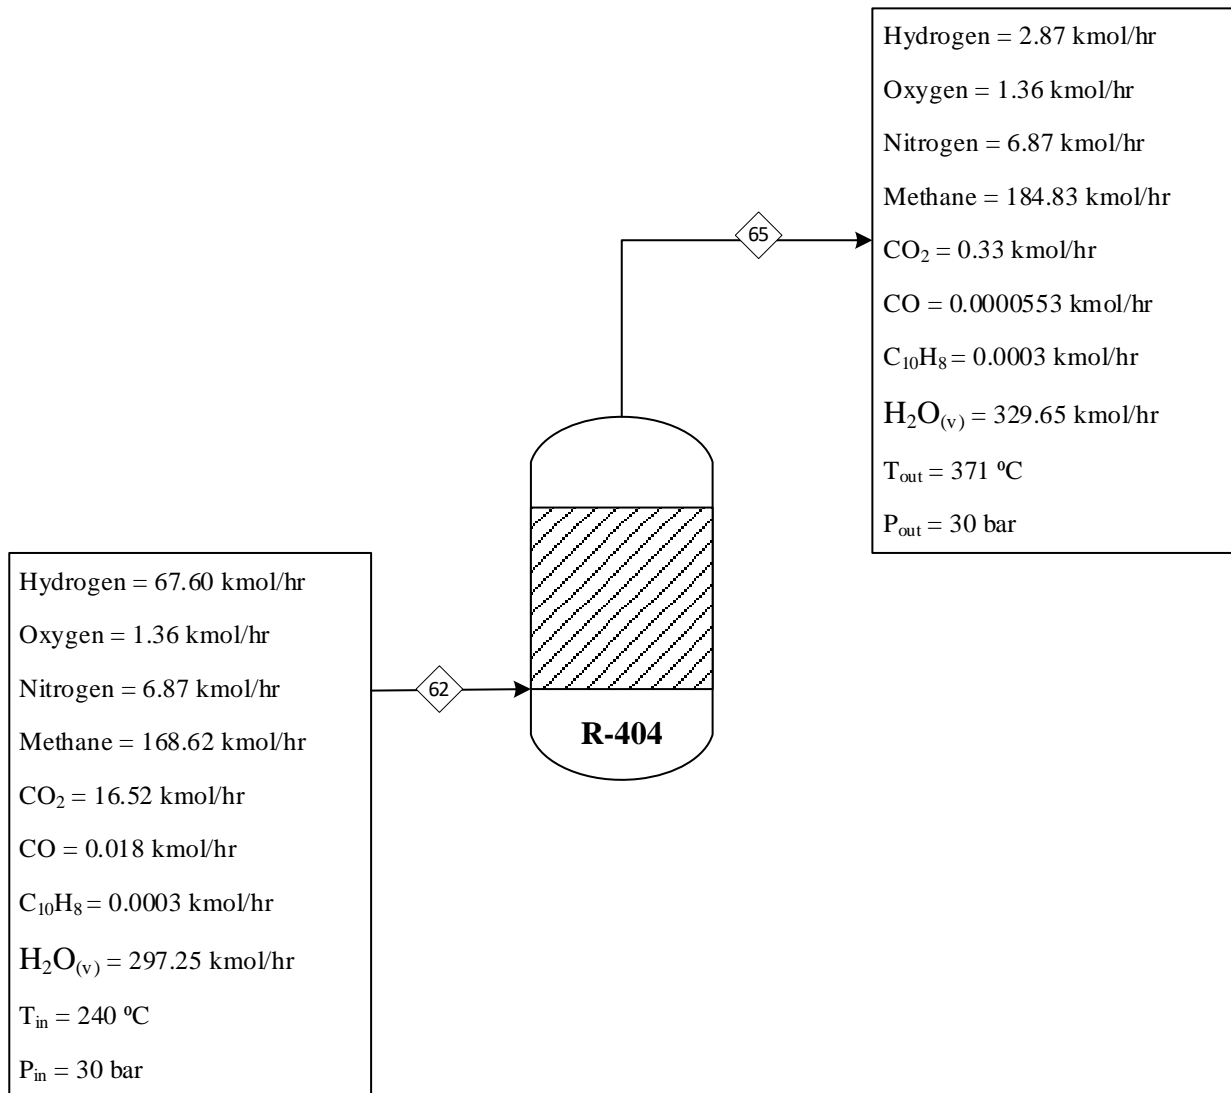 Hydrogen = 2.87 kmol/hr
Oxygen = 1.36 kmol/hr
Nitrogen = 6.87 kmol/hr
Methane = 184.83 kmol/hr
CO₂ = 0.33 kmol/hr
CO = 0.0000553 kmol/hr
C₁₀H₈ = 0.0003 kmol/hr
H₂O₍ᵥ₎ = 329.65 kmol/hr
Tₒᵤₜ = 371 ⁰C
Pₒᵤₜ = 30 bar
65
Hydrogen = 67.60 kmol/hr
Oxygen = 1.36 kmol/hr
Nitrogen = 6.87 kmol/hr
Methane = 168.62 kmol/hr
CO₂ = 16.52 kmol/hr
CO = 0.018 kmol/hr
C₁₀H₈ = 0.0003 kmol/hr
H₂O₍ᵥ₎ = 297.25 kmol/hr
Tᵢₙ = 240 ⁰C
Pᵢₙ = 30 bar
62
R-404